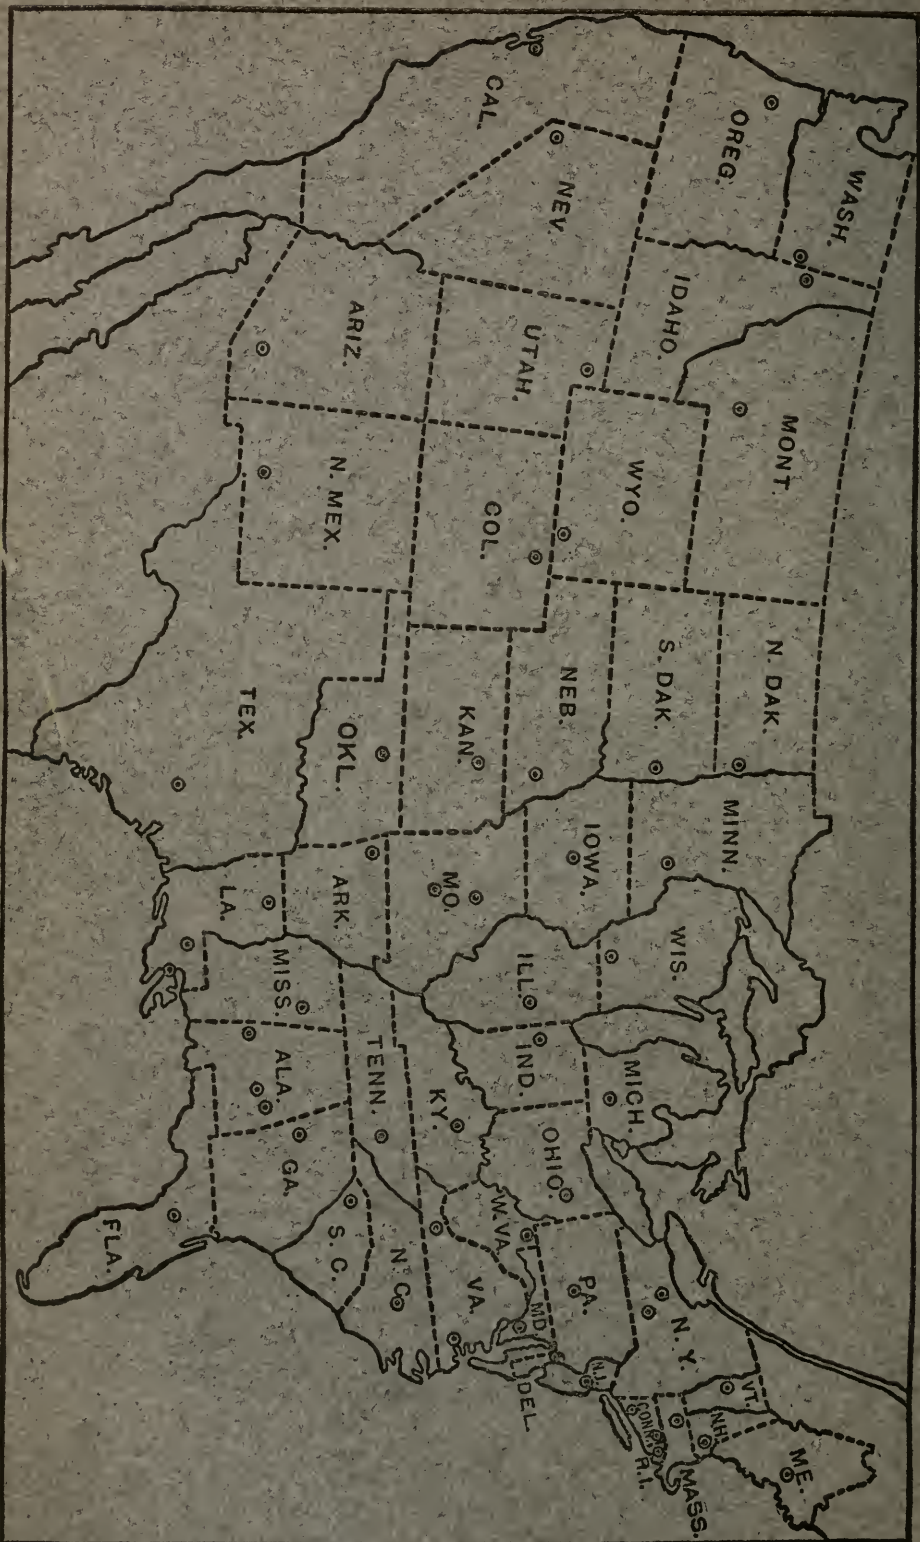 WASH.
OREG.
CAL.
NEV.
IDAHO.
MONT.
WYO.
UTAH.
ARIZ.
COL.
N. MEX.
N. DAK.
S. DAK.
NEB.
KAN.
OKL.
TEX.
MINN.
IOWA.
MO.
ARK.
LA.
WIS.
ILL.
MICH.
IND.
OHIO.
KY.
TENN.
MISS.
ALA.
GA.
FLA.
S. C.
N. C.
VA.
W. VA.
MD.
DEL.
PA.
N.J.
N. Y.
CONN.
R.I.
MASS.
VT.
N.H.
ME.